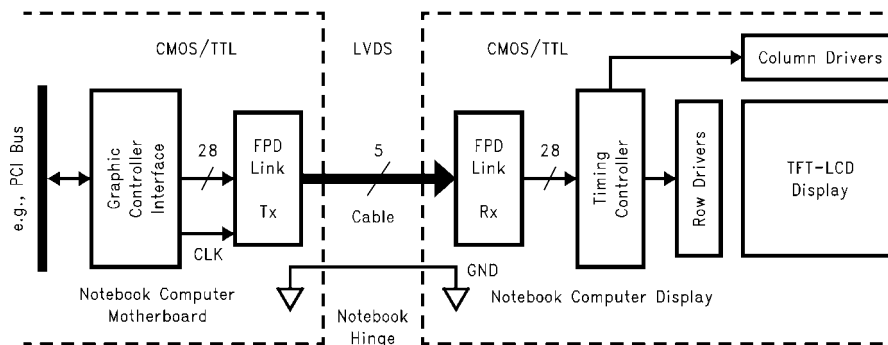 CMOS/TTL
LVDS
CMOS/TTL
Column Drivers
e.g., PCI Bus
Graphic
Controller
Interface
28
CLK
FPD
Link
Tx
5
Cable
FPD
Link
Rx
28
Timing
Controller
Row Drivers
TFT-LCD
Display
GND
Notebook Computer
Motherboard
Notebook
Hinge
Notebook Computer Display